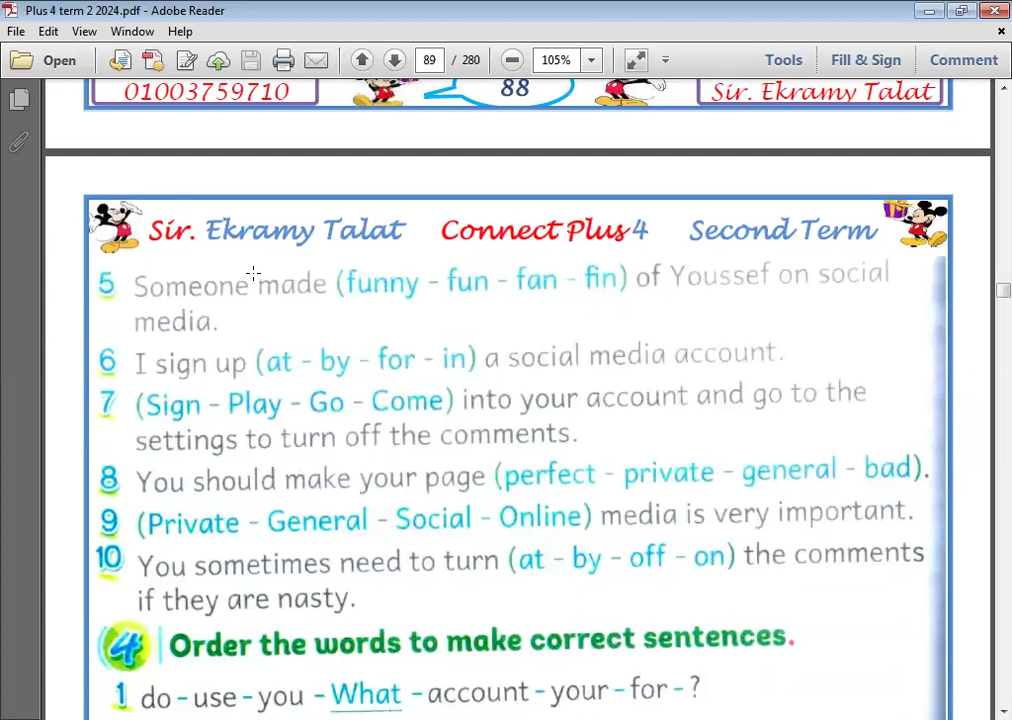 Plus 4 term 2 2024.pdf - Adobe Reader
File Edit View Window Help
Open 89 / 280 105% Tools Fill & Sign Comment
01003759710 88 Sir. Ekramy Talat
Sir. Ekramy Talat Connect Plus 4 Second Term
5 Someone made (funny - fun - fan - fin) of Youssef on social
media.
6 I sign up (at - by - for - in) a social media account.
7 (Sign - Play - Go - Come) into your account and go to the
settings to turn off the comments.
8 You should make your page (perfect - private - general - bad).
9 (Private - General - Social - Online) media is very important.
10 You sometimes need to turn (at - by - off - on) the comments
if they are nasty.
4 Order the words to make correct sentences.
1 do - use - you - What - account - your - for - ?